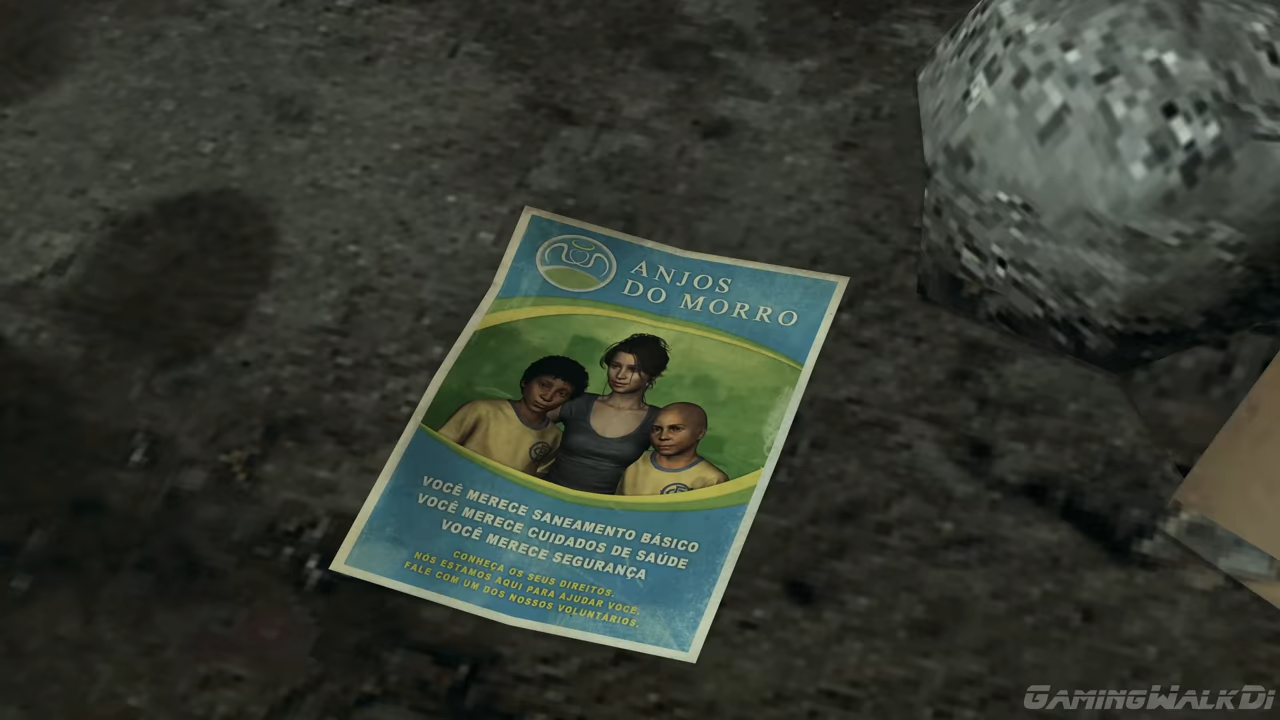 ANJOS
DO MORRO
VOCÊ MERECE SANEAMENTO BÁSICO
VOCÊ MERECE CUIDADOS DE SAÚDE
VOCÊ MERECE SEGURANÇA
CONHEÇA OS SEUS DIREITOS.
NÓS ESTAMOS AQUI PARA AJUDAR VOCÊ.
FALE COM UM DOS NOSSOS VOLUNTÁRIOS.
GAMINGWALKDI